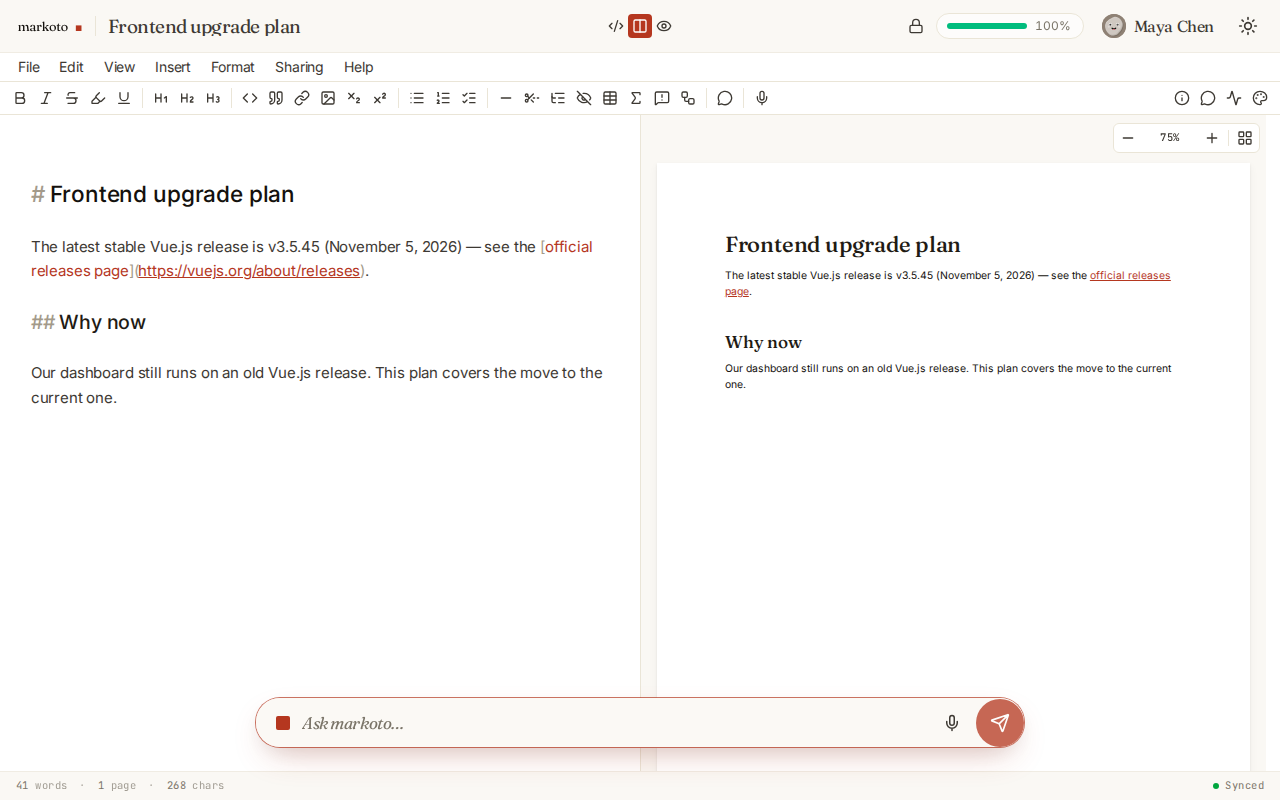 markoto
Frontend upgrade plan
100%
Maya Chen
File Edit View Insert Format Sharing Help
H1 H2 H3
75%
# Frontend upgrade plan
The latest stable Vue.js release is v3.5.45 (November 5, 2026) — see the [official
releases page](https://vuejs.org/about/releases).
## Why now
Our dashboard still runs on an old Vue.js release. This plan covers the move to the
current one.
Frontend upgrade plan
The latest stable Vue.js release is v3.5.45 (November 5, 2026) — see the official releases
page.
Why now
Our dashboard still runs on an old Vue.js release. This plan covers the move to the current
one.
Ask markoto...
41 words · 1 page · 268 chars
Synced